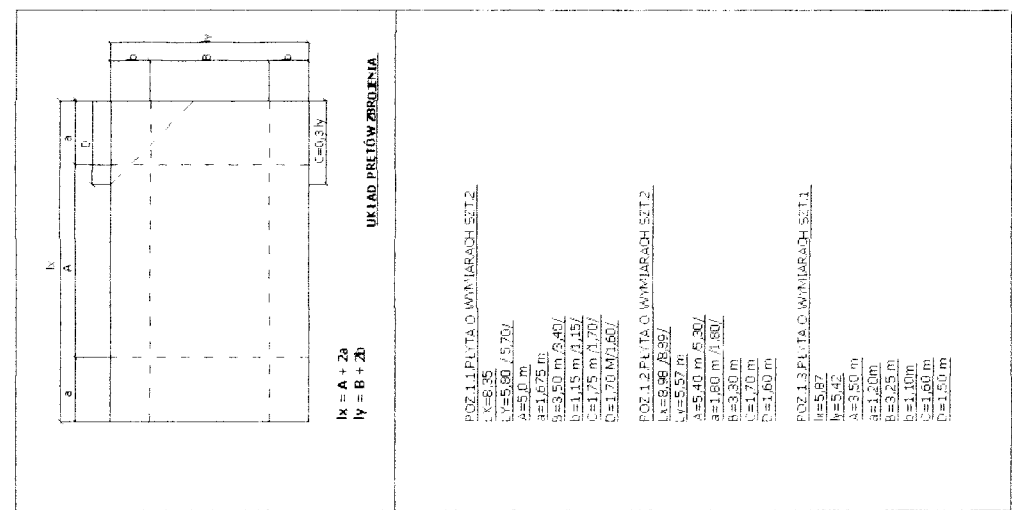 lx
a
A
a
D
ly
b
B
b
C=0,3 ly
lx = A + 2a
ly = B + 2b
UKŁAD PRĘTÓW ZBROJENIA
POZ.1.1.PŁYTA O WYMIARACH SZT.2
LX=8,35
LY=5,80 /5,70/
A=5,0 m
a=1,675 m
B=3,50 m /3,40/
b=1,15 m /1,15/
C=1,75 m /1,70/
D=1,70 M/1,60/
POZ.1.2.PŁYTA O WYMIARACH SZT.2
Lx=8,98 /8,89/
Ly=5,57 m
A=5,40 m /5,30/
a=1,80 m /1,80/
B=3,30 m
C=1,70 m
D=1,60 m
POZ.1.3.PŁYTA O WYMIARACH SZT.1
lx=5,87
ly=5,42
A=3,50 m
a=1,20m
B=3,25 m
b=1,10m
C=1,60 m
D=1,50 m